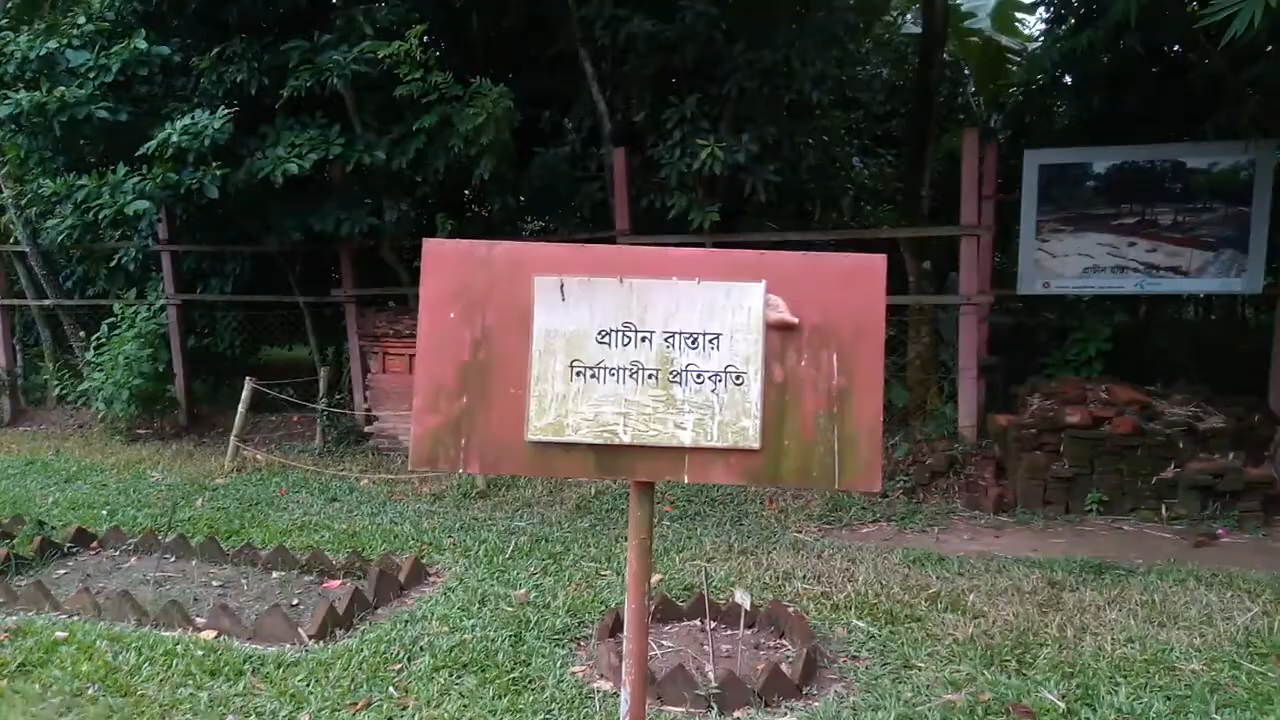 প্রাচীন রাস্তার
নির্মাণাধীন প্রতিকৃতি
প্রাচীন রাস্তা